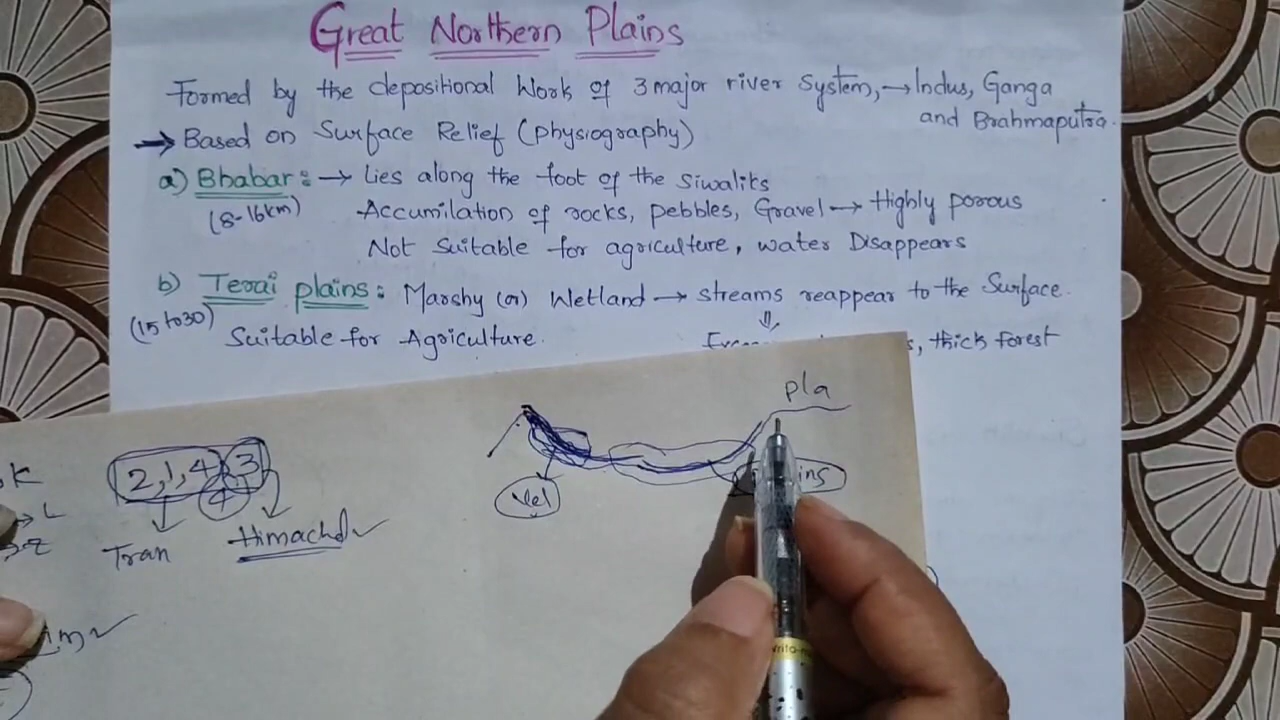 Great Northern Plains
Formed by the depositional Work of 3 major river System, → Indus, Ganga
and Brahmaputra.
→ Based on Surface Relief (physiography)
a) Bhabar: → Lies along the foot of the Siwaliks
(8-16km) Accumilation of rocks, pebbles, Gravel → Highly porous
Not Suitable for agriculture, water Disappears
b) Terai plains: Marshy (or) Wetland → streams reappear to the Surface.
(15 to 30) Suitable for Agriculture.
, thick forest
pla
2, 1, 4, 3
4
Vel
Tran
Himachal